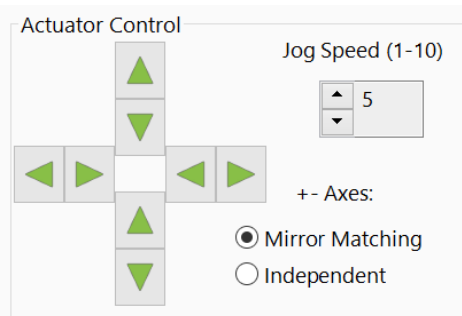 Actuator Control
Jog Speed (1-10)
5
+- Axes:
Mirror Matching
Independent